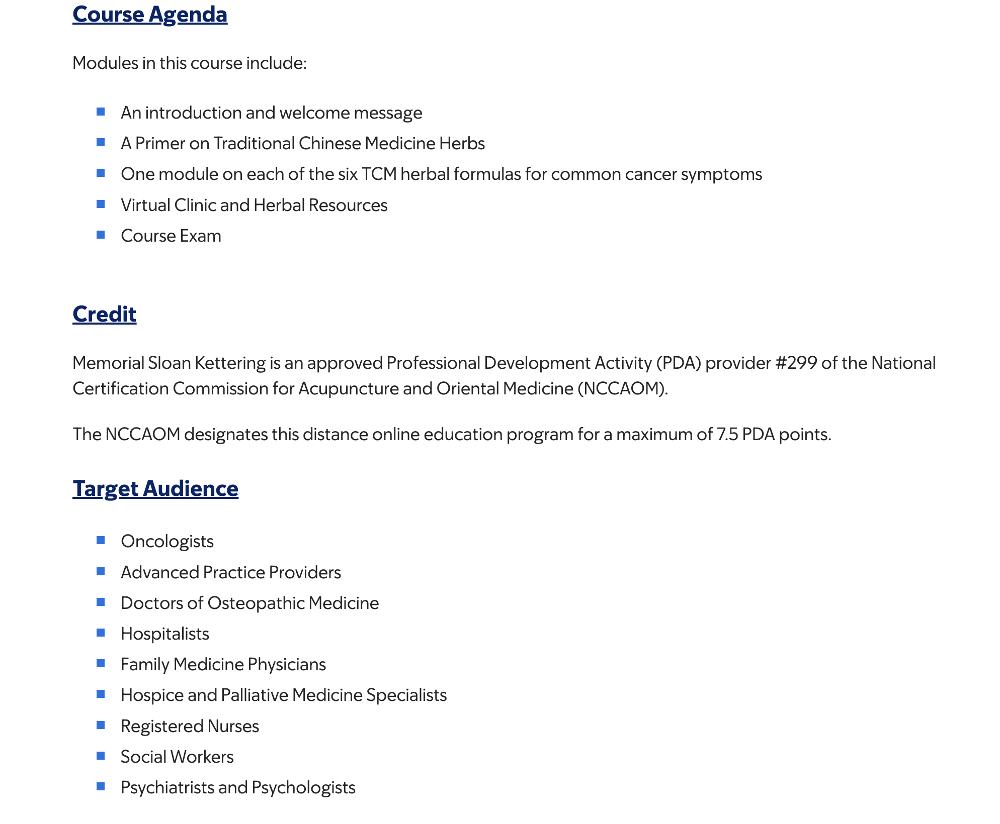 Course Agenda
Modules in this course include:
An introduction and welcome message
A Primer on Traditional Chinese Medicine Herbs
One module on each of the six TCM herbal formulas for common cancer symptoms
Virtual Clinic and Herbal Resources
Course Exam
Credit
Memorial Sloan Kettering is an approved Professional Development Activity (PDA) provider #299 of the National
Certification Commission for Acupuncture and Oriental Medicine (NCCAOM).
The NCCAOM designates this distance online education program for a maximum of 7.5 PDA points.
Target Audience
Oncologists
Advanced Practice Providers
Doctors of Osteopathic Medicine
Hospitalists
Family Medicine Physicians
Hospice and Palliative Medicine Specialists
Registered Nurses
Social Workers
Psychiatrists and Psychologists